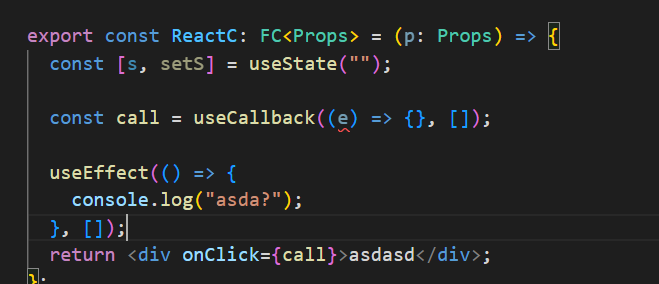 export const ReactC: FC<Props> = (p: Props) => {
const [s, setS] = useState("");
const call = useCallback((e) => {}, []);
useEffect(() => {
console.log("asda?");
}, []);
return <div onClick={call}>asdasd</div>;
};